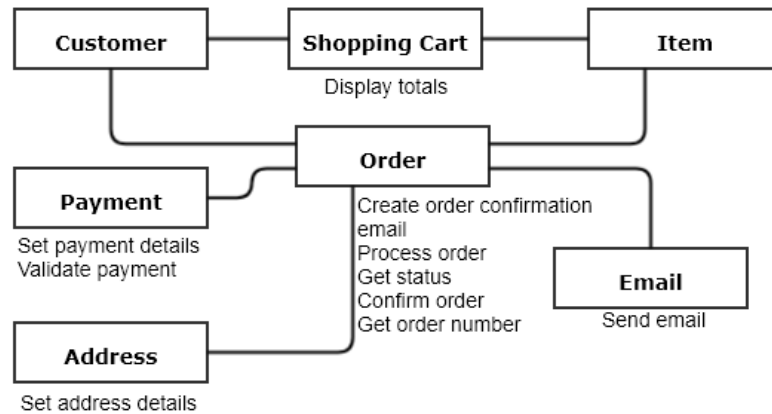 Customer
Shopping Cart
Item
Display totals
Order
Payment
Set payment details
Validate payment
Create order confirmation
email
Process order
Get status
Confirm order
Get order number
Email
Send email
Address
Set address details